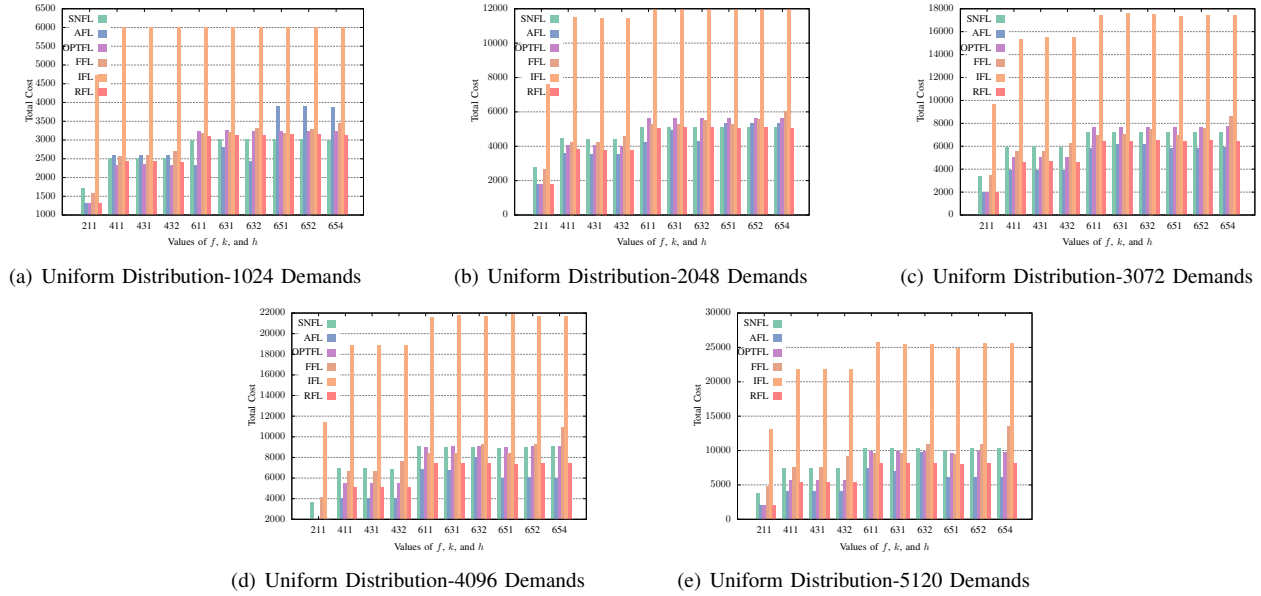 6500
6000
5500
5000
4500
4000
3500
3000
2500
2000
1500
1000
Total Cost
SNFL
AFL
OPTFL
FFL
IFL
RFL
211 411 431 432 611 631 632 651 652 654
Values of f, k, and h
(a) Uniform Distribution-1024 Demands
12000
10000
8000
6000
4000
2000
0
Total Cost
SNFL
AFL
OPTFL
FFL
IFL
RFL
211 411 431 432 611 631 632 651 652 654
Values of f, k, and h
(b) Uniform Distribution-2048 Demands
18000
16000
14000
12000
10000
8000
6000
4000
2000
0
Total Cost
SNFL
AFL
OPTFL
FFL
IFL
RFL
211 411 431 432 611 631 632 651 652 654
Values of f, k, and h
(c) Uniform Distribution-3072 Demands
22000
20000
18000
16000
14000
12000
10000
8000
6000
4000
2000
Total Cost
SNFL
AFL
OPTFL
FFL
IFL
RFL
211 411 431 432 611 631 632 651 652 654
Values of f, k, and h
(d) Uniform Distribution-4096 Demands
30000
25000
20000
15000
10000
5000
0
Total Cost
SNFL
AFL
OPTFL
FFL
IFL
RFL
211 411 431 432 611 631 632 651 652 654
Values of f, k, and h
(e) Uniform Distribution-5120 Demands